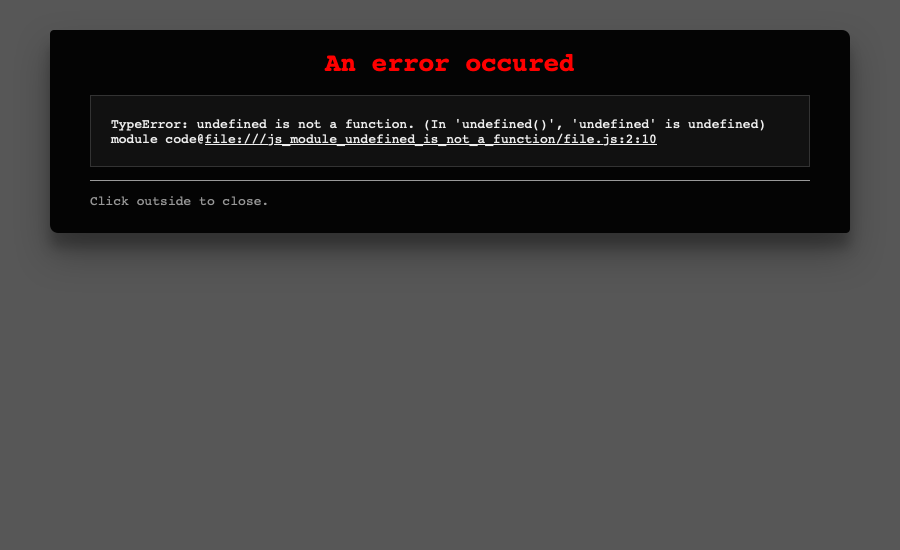 An error occured
TypeError: undefined is not a function. (In 'undefined()', 'undefined' is undefined)
module code@file:///js_module_undefined_is_not_a_function/file.js:2:10
Click outside to close.